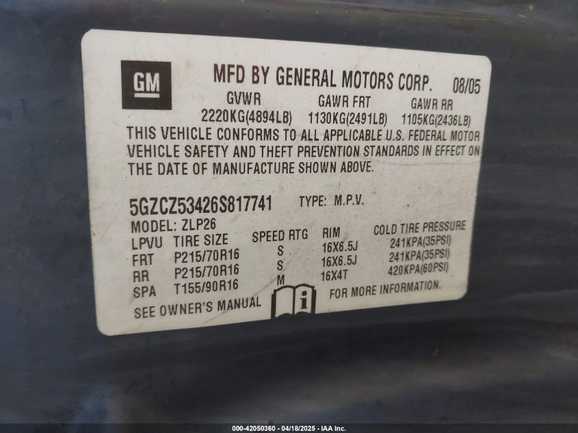 GM
MFD BY GENERAL MOTORS CORP. 08/05
GVWR GAWR FRT GAWR RR
2220KG(4894LB) 1130KG(2491LB) 1105KG(2436LB)
THIS VEHICLE CONFORMS TO ALL APPLICABLE U.S. FEDERAL MOTOR
VEHICLE SAFETY AND THEFT PREVENTION STANDARDS IN EFFECT ON
THE DATE OF MANUFACTURE SHOWN ABOVE.
5GZCZ53426S817741 TYPE: M.P.V.
MODEL: ZLP26
LPVU TIRE SIZE SPEED RTG RIM COLD TIRE PRESSURE
FRT P215/70R16 S 16X6.5J 241KPA(35PSI)
RR P215/70R16 S 16X6.5J 241KPA(35PSI)
SPA T155/90R16 M 16X4T 420KPA(60PSI)
SEE OWNER'S MANUAL i FOR MORE INFORMATION.
000-42050360 - 04/18/2025 - IAA Inc.